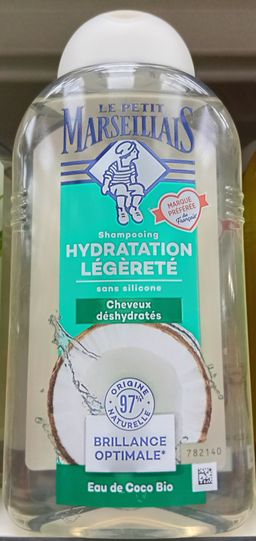 LE PETIT
MARSEILLAIS
MARQUE
PRÉFÉRÉE
des
Français
Shampooing
HYDRATATION
LÉGÈRETÉ
sans silicone
Cheveux
déshydratés
ORIGINE
97%
NATURELLE
BRILLANCE
OPTIMALE*
782140
Eau de Coco Bio